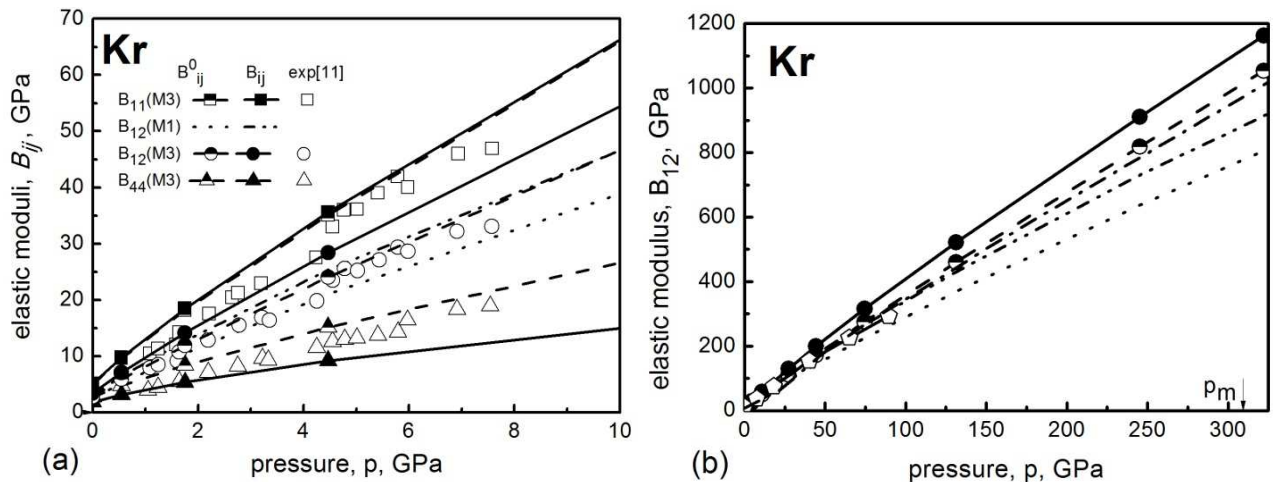 Kr
B⁰ij Bij exp[11]
B11(M3)
B12(M1)
B12(M3)
B44(M3)
elastic moduli, Bij, GPa
70
60
50
40
30
20
10
0
0 2 4 6 8 10
(a)
pressure, p, GPa
Kr
elastic modulus, B12, GPa
1200
1000
800
600
400
200
0
pm
0 50 100 150 200 250 300
(b)
pressure, p, GPa